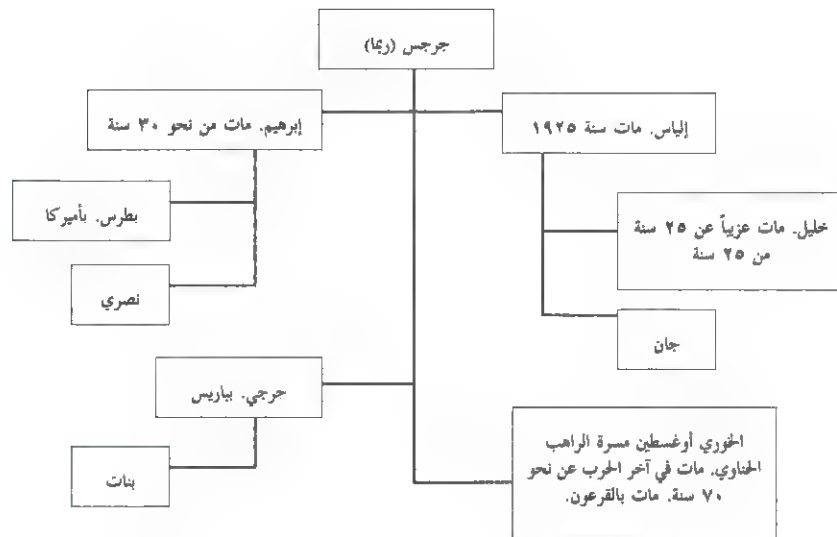 جرجس (ربما)
إلياس. مات سنة ١٩٢٥
إبرهيم. مات من نحو ٣٠ سنة
خليل. مات عزيباً عن ٢٥ سنة
من ٢٥ سنة
جان
بطرس. بأميركا
نصري
جرجي. بباريس
بنات
الخوري أوغسطين مسرة الراهب
الحناوي. مات في آخر الحرب عن نحو
٧٠ سنة. مات بالقرعون.